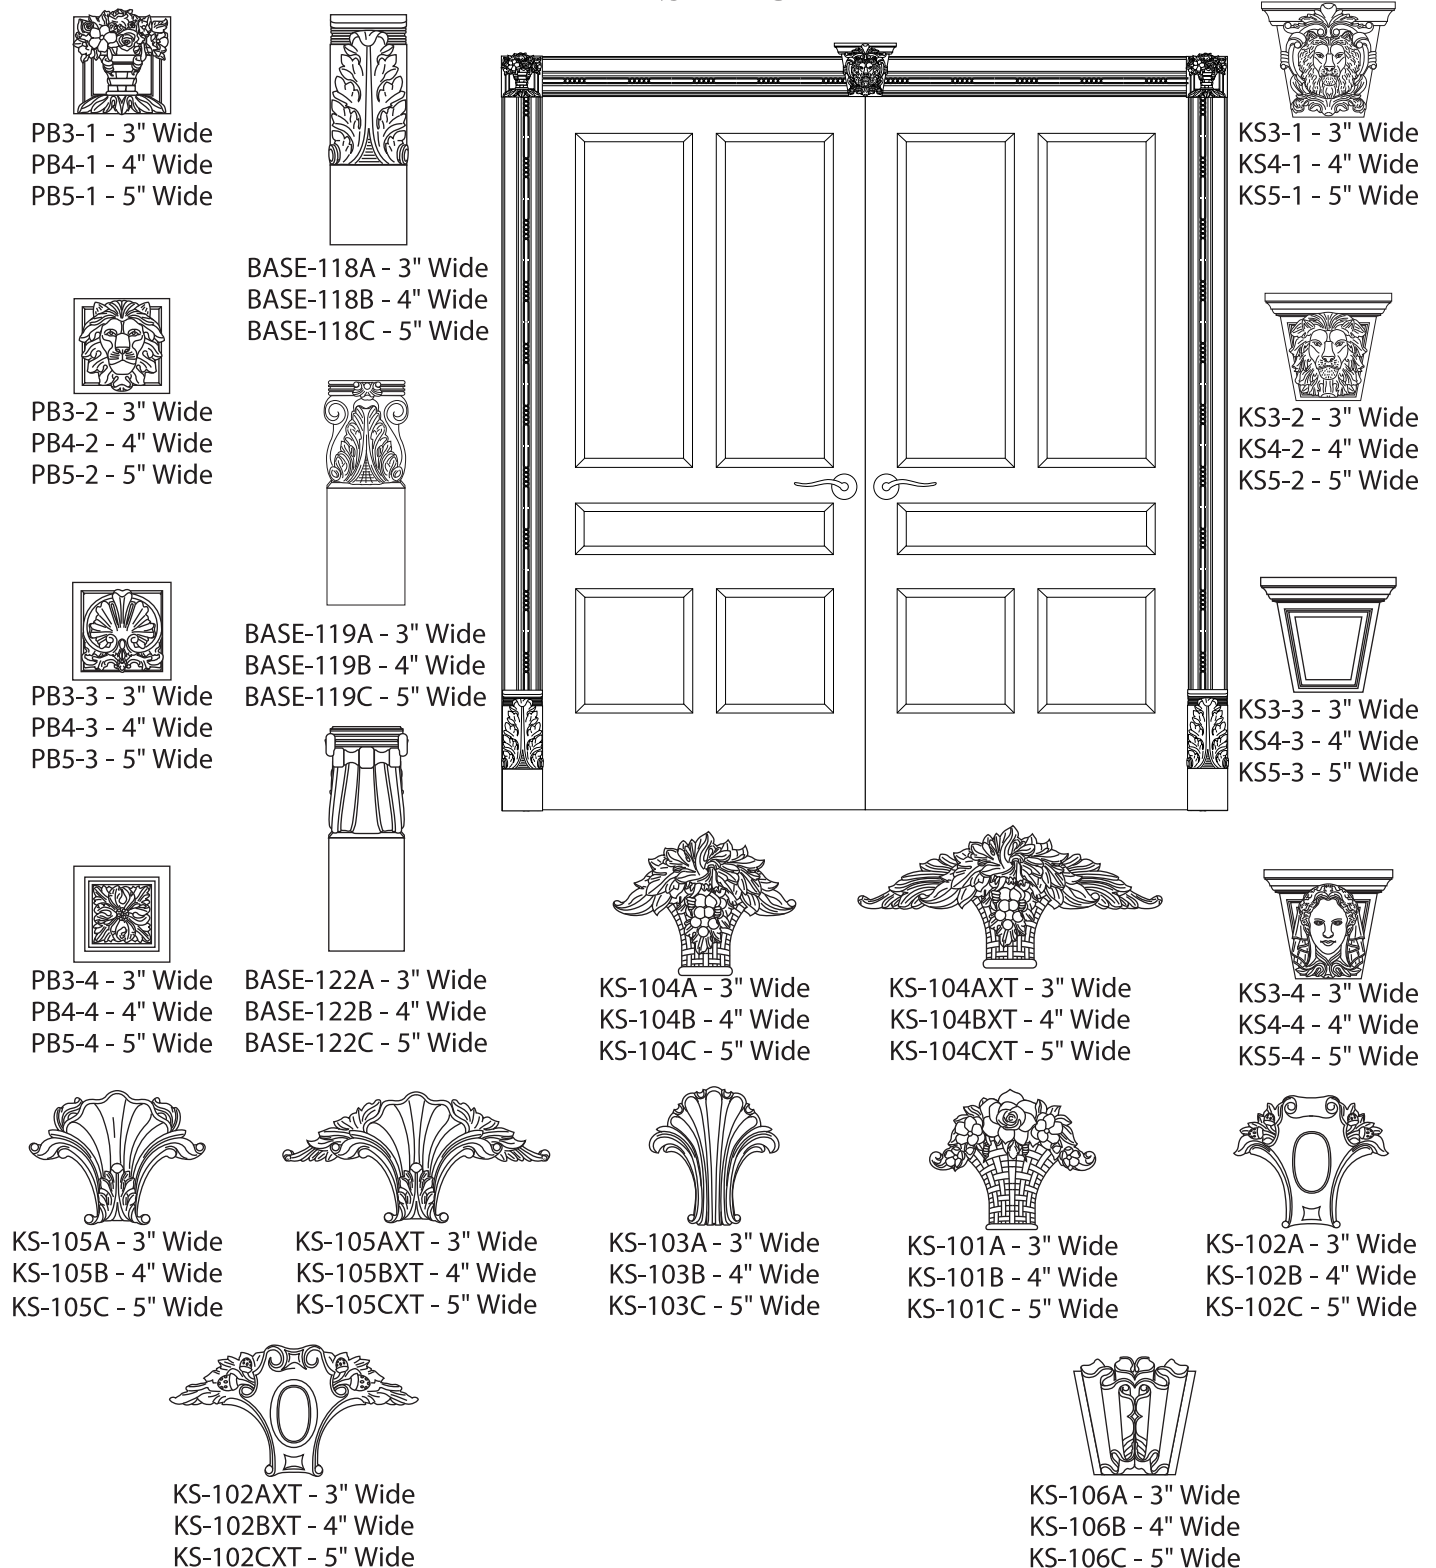 PB3-1 - 3" Wide
PB4-1 - 4" Wide
PB5-1 - 5" Wide
BASE-118A - 3" Wide
BASE-118B - 4" Wide
BASE-118C - 5" Wide
KS3-1 - 3" Wide
KS4-1 - 4" Wide
KS5-1 - 5" Wide
PB3-2 - 3" Wide
PB4-2 - 4" Wide
PB5-2 - 5" Wide
KS3-2 - 3" Wide
KS4-2 - 4" Wide
KS5-2 - 5" Wide
BASE-119A - 3" Wide
BASE-119B - 4" Wide
BASE-119C - 5" Wide
PB3-3 - 3" Wide
PB4-3 - 4" Wide
PB5-3 - 5" Wide
KS3-3 - 3" Wide
KS4-3 - 4" Wide
KS5-3 - 5" Wide
PB3-4 - 3" Wide
PB4-4 - 4" Wide
PB5-4 - 5" Wide
BASE-122A - 3" Wide
BASE-122B - 4" Wide
BASE-122C - 5" Wide
KS-104A - 3" Wide
KS-104B - 4" Wide
KS-104C - 5" Wide
KS-104AXT - 3" Wide
KS-104BXT - 4" Wide
KS-104CXT - 5" Wide
KS3-4 - 3" Wide
KS4-4 - 4" Wide
KS5-4 - 5" Wide
KS-105A - 3" Wide
KS-105B - 4" Wide
KS-105C - 5" Wide
KS-105AXT - 3" Wide
KS-105BXT - 4" Wide
KS-105CXT - 5" Wide
KS-103A - 3" Wide
KS-103B - 4" Wide
KS-103C - 5" Wide
KS-101A - 3" Wide
KS-101B - 4" Wide
KS-101C - 5" Wide
KS-102A - 3" Wide
KS-102B - 4" Wide
KS-102C - 5" Wide
KS-102AXT - 3" Wide
KS-102BXT - 4" Wide
KS-102CXT - 5" Wide
KS-106A - 3" Wide
KS-106B - 4" Wide
KS-106C - 5" Wide